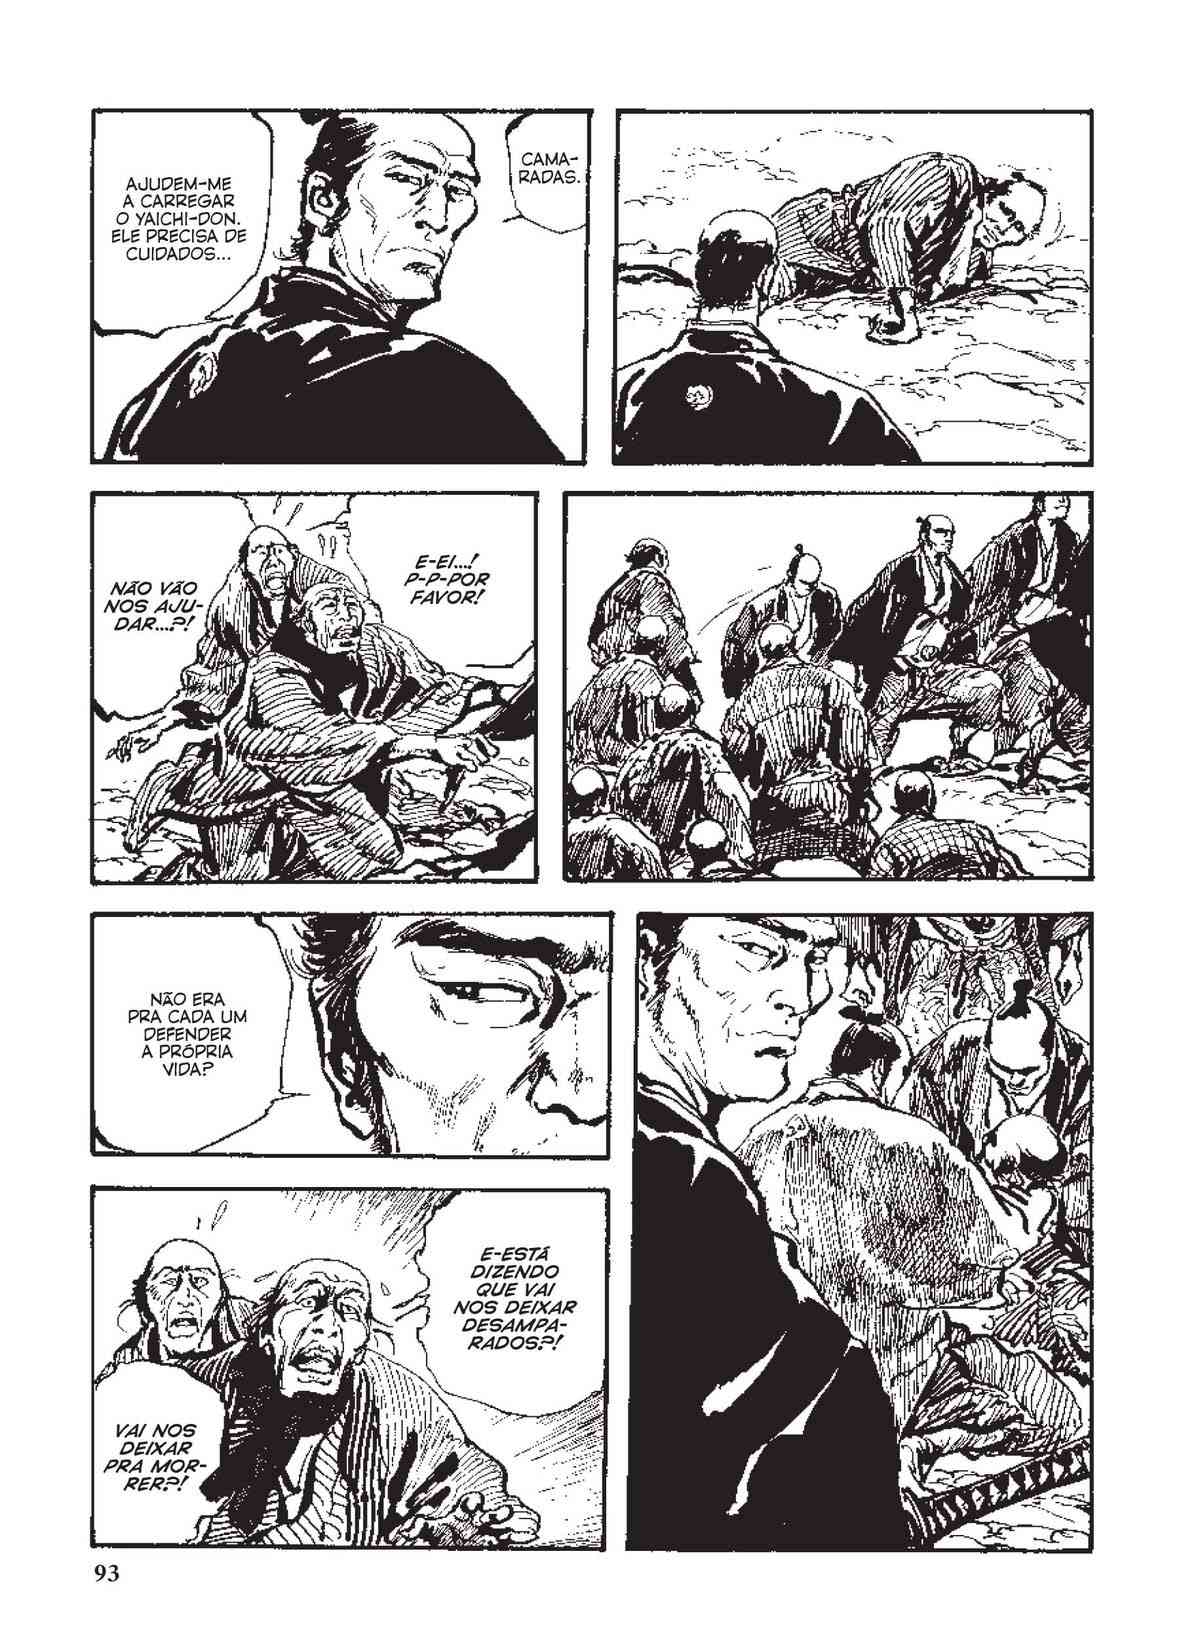 CAMA-
RADAS.
AJUDEM-ME
A CARREGAR
O YAICHI-DON.
ELE PRECISA DE
CUIDADOS...
E-EI...!
P-P-POR
FAVOR!
NÃO VÃO
NOS AJU-
DAR...?!
NÃO ERA
PRA CADA UM
DEFENDER
A PRÓPRIA
VIDA?
E-ESTÁ
DIZENDO
QUE VAI
NOS DEIXAR
DESAMPA-
RADOS?!
VAI NOS
DEIXAR
PRA MOR-
RER?!
93